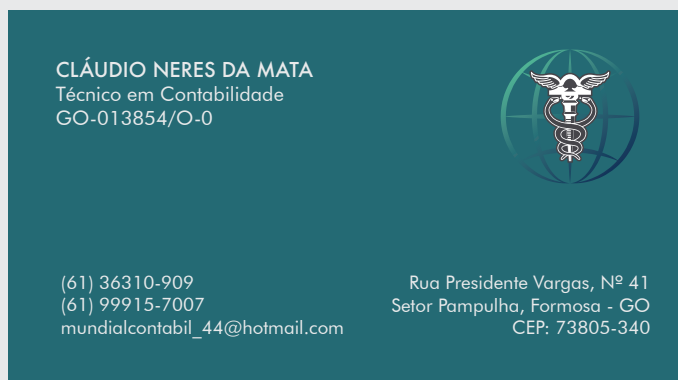 CLÁUDIO NERES DA MATA
Técnico em Contabilidade
GO-013854/O-0
(61) 36310-909
(61) 99915-7007
mundialcontabil_44@hotmail.com
Rua Presidente Vargas, Nº 41
Setor Pampulha, Formosa - GO
CEP: 73805-340